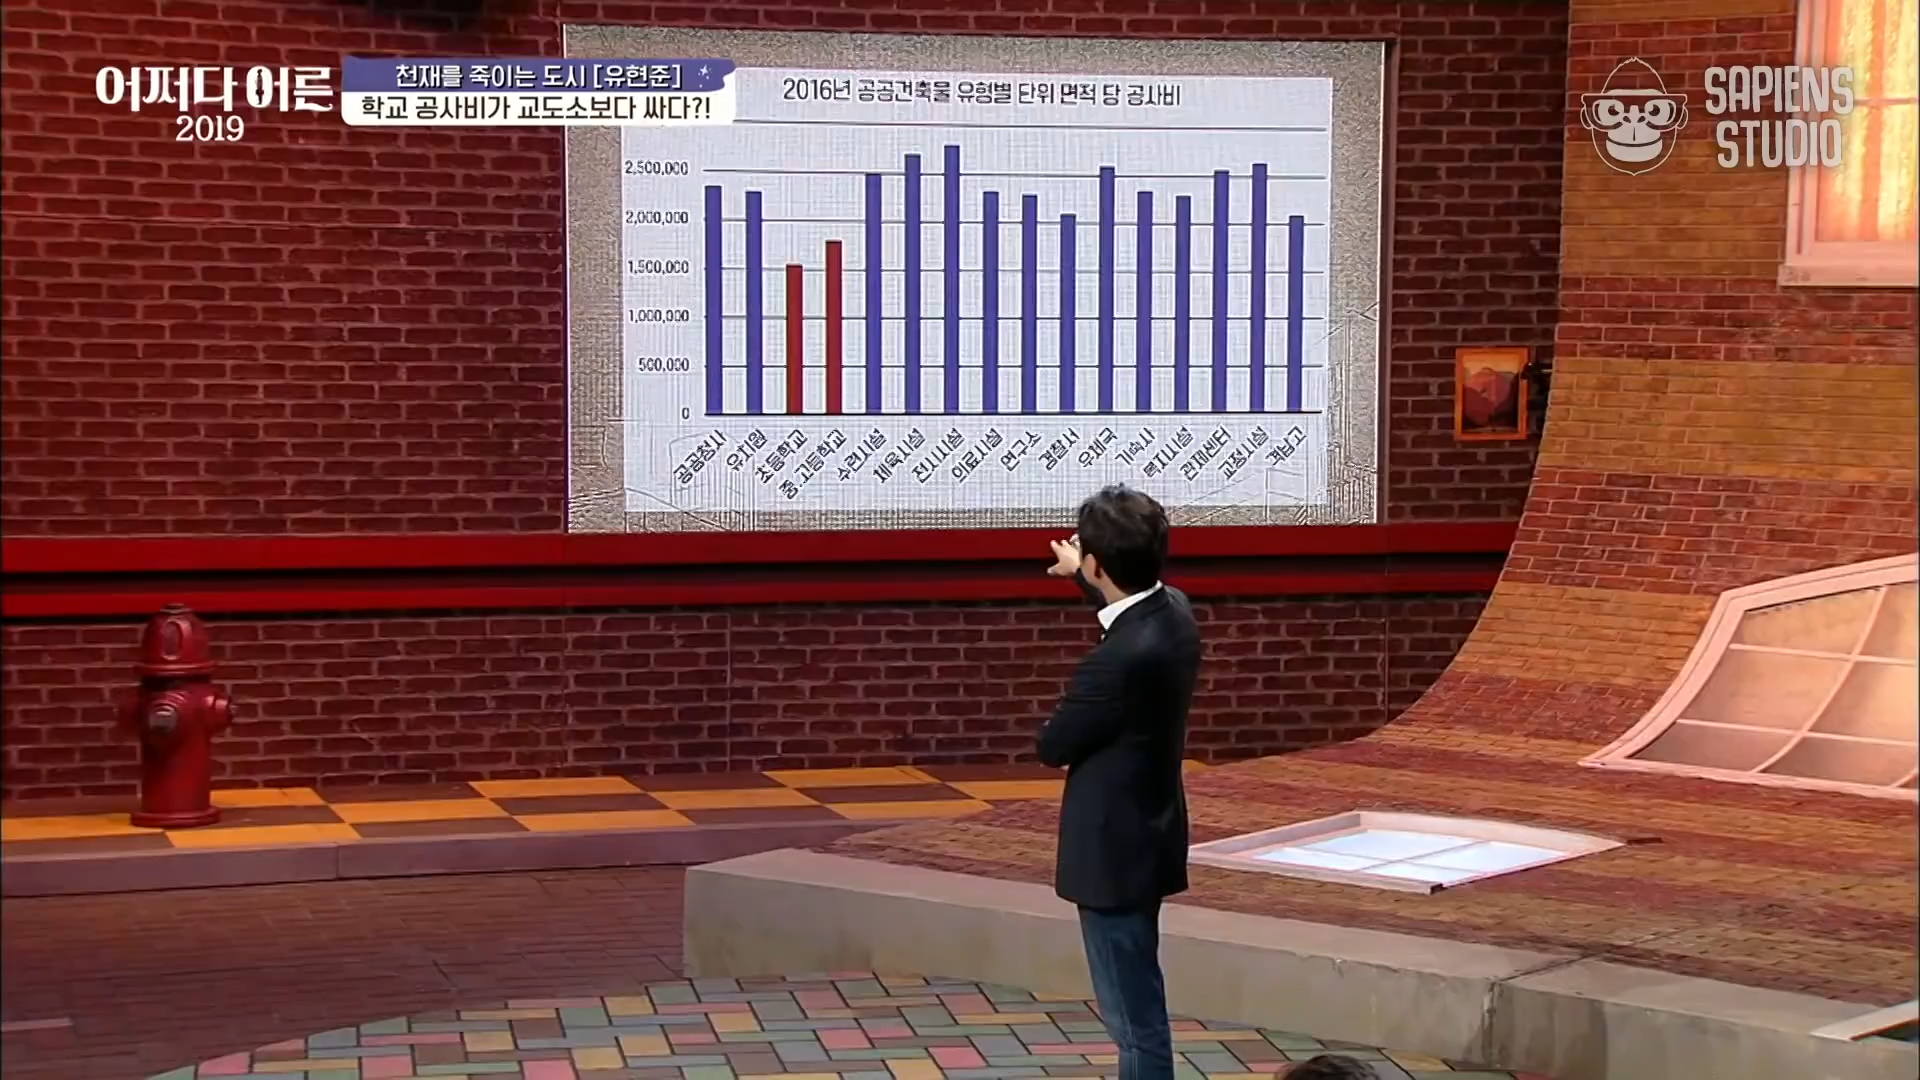 어쩌다 어른
2019
천재를 죽이는 도시 [유현준]
학교 공사비가 교도소보다 싸다?!
SAPIENS
STUDIO
2016년 공공건축물 유형별 단위 면적 당 공사비
2,500,000
2,000,000
1,500,000
1,000,000
500,000
0
공공청사
유치원
초등학교
중.고등학교
수련시설
체육시설
전시시설
의료시설
연구소
경찰서
우체국
기숙사
복지시설
관제센터
교정시설
격납고